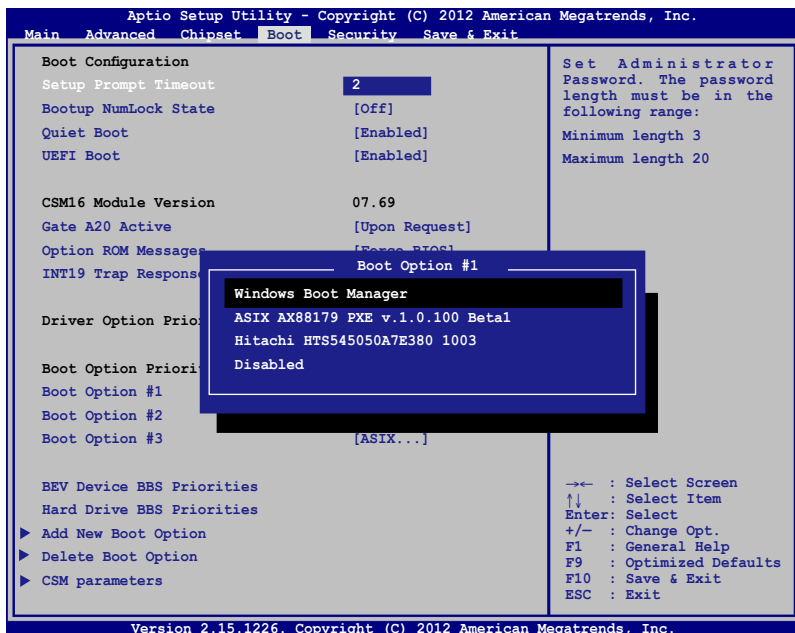 Aptio Setup Utility - Copyright (C) 2012 American Megatrends, Inc.
Main Advanced Chipset Boot Security Save & Exit
Boot Configuration
Setup Prompt Timeout 2
Bootup NumLock State [Off]
Quiet Boot [Enabled]
UEFI Boot [Enabled]
CSM16 Module Version 07.69
Gate A20 Active [Upon Request]
Option ROM Messages [Force BIOS]
INT19 Trap Response
Driver Option Prio
Boot Option Priori
Boot Option #1
Boot Option #2
Boot Option #3 [ASIX...]
BEV Device BBS Priorities
Hard Drive BBS Priorities
Add New Boot Option
Delete Boot Option
CSM parameters
Boot Option #1
Windows Boot Manager
ASIX AX88179 PXE v.1.0.100 Beta1
Hitachi HTS545050A7E380 1003
Disabled
Set Administrator
Password. The password
length must be in the
following range:
Minimum length 3
Maximum length 20
→← : Select Screen
↑↓ : Select Item
Enter: Select
+/— : Change Opt.
F1 : General Help
F9 : Optimized Defaults
F10 : Save & Exit
ESC : Exit
Version 2.15.1226. Copyright (C) 2012 American Megatrends, Inc.